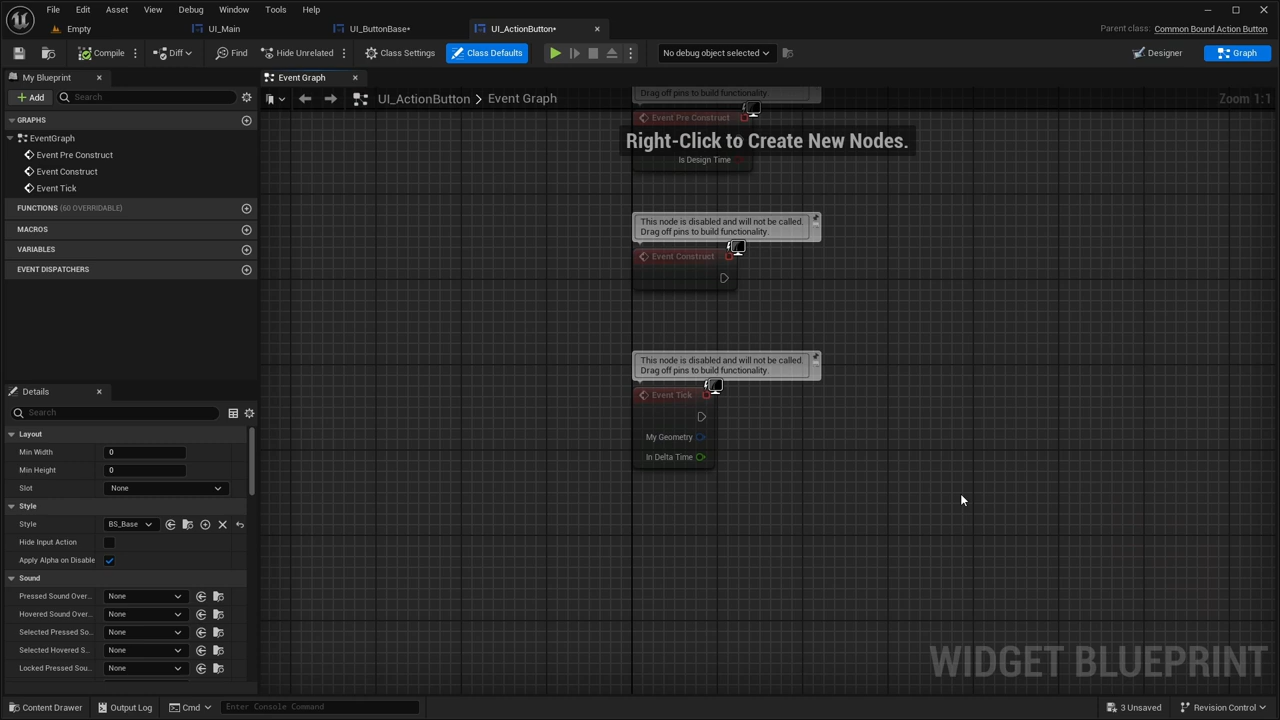 File Edit Asset View Debug Window Tools Help
Empty UI_Main UI_ButtonBase* UI_ActionButton*
Parent class: Common Bound Action Button
Compile Diff Find Hide Unrelated Class Settings Class Defaults No debug object selected Designer Graph
My Blueprint
Event Graph
Add Search
UI_ActionButton > Event Graph
Zoom 1:1
GRAPHS
EventGraph
Event Pre Construct
Event Construct
Event Tick
FUNCTIONS (60 OVERRIDABLE)
MACROS
VARIABLES
EVENT DISPATCHERS
Drag off pins to build functionality.
Event Pre Construct
Right-Click to Create New Nodes.
Is Design Time
This node is disabled and will not be called.
Drag off pins to build functionality.
Event Construct
This node is disabled and will not be called.
Drag off pins to build functionality.
Event Tick
My Geometry
In Delta Time
Details
Search
Layout
Min Width 0
Min Height 0
Slot None
Style
Style BS_Base
Hide Input Action
Apply Alpha on Disable
Sound
Pressed Sound Over... None
Hovered Sound Over... None
Selected Pressed So... None
Selected Hovered S... None
Locked Pressed Sou... None
WIDGET BLUEPRINT
Content Drawer Output Log Cmd Enter Console Command 3 Unsaved Revision Control